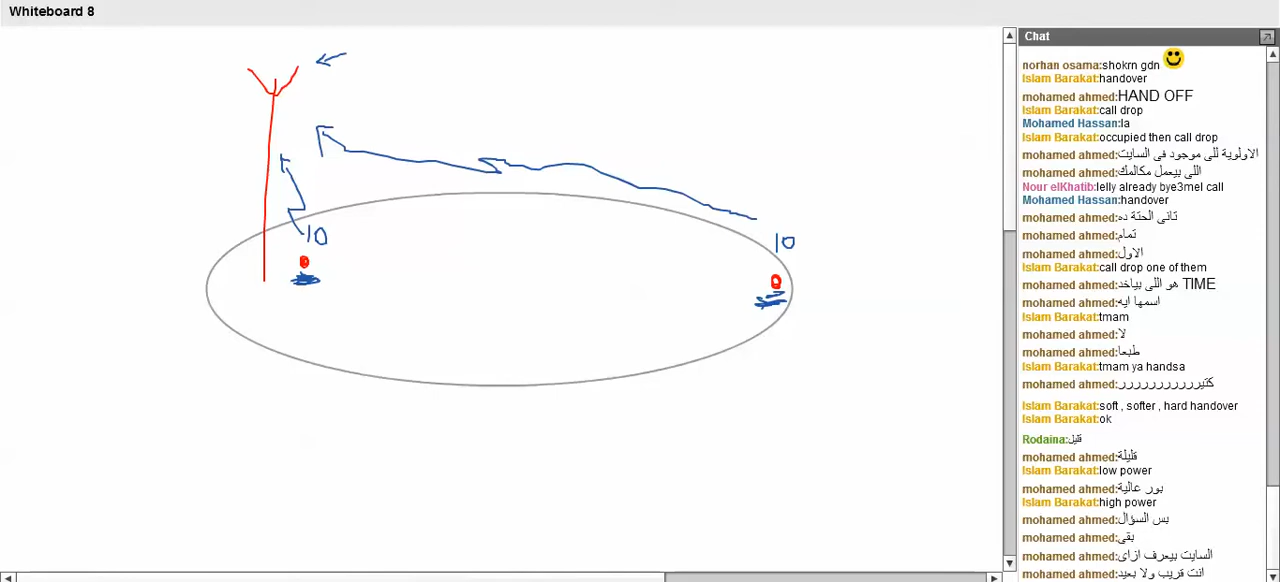 Whiteboard 8
10
10
Chat
norhan osama:shokrn gdn
Islam Barakat:handover
mohamed ahmed:HAND OFF
Islam Barakat:call drop
Mohamed Hassan:la
Islam Barakat:occupied then call drop
mohamed ahmed:الاولوية للى موجود فى السايت
mohamed ahmed:اللى بيعمل مكالمك
Nour elKhatib:lelly already bye3mel call
Mohamed Hassan:handover
mohamed ahmed:تانى الحتة ده
mohamed ahmed:تمام
mohamed ahmed:الاول
Islam Barakat:call drop one of them
mohamed ahmed:هو اللى بياخد TIME
mohamed ahmed:اسمها ايه
Islam Barakat:tmam
mohamed ahmed:لا
mohamed ahmed:طبعا
Islam Barakat:tmam ya handsa
mohamed ahmed:كتيررررررررررر
Islam Barakat:soft , softer , hard handover
Islam Barakat:ok
Rodaina:قليل
mohamed ahmed:قليلة
Islam Barakat:low power
mohamed ahmed:بور عالية
Islam Barakat:high power
mohamed ahmed:بس السؤال
mohamed ahmed:بقى
mohamed ahmed:السايت بيعرف ازاى
mohamed ahmed:انت قريب ولا بعيد